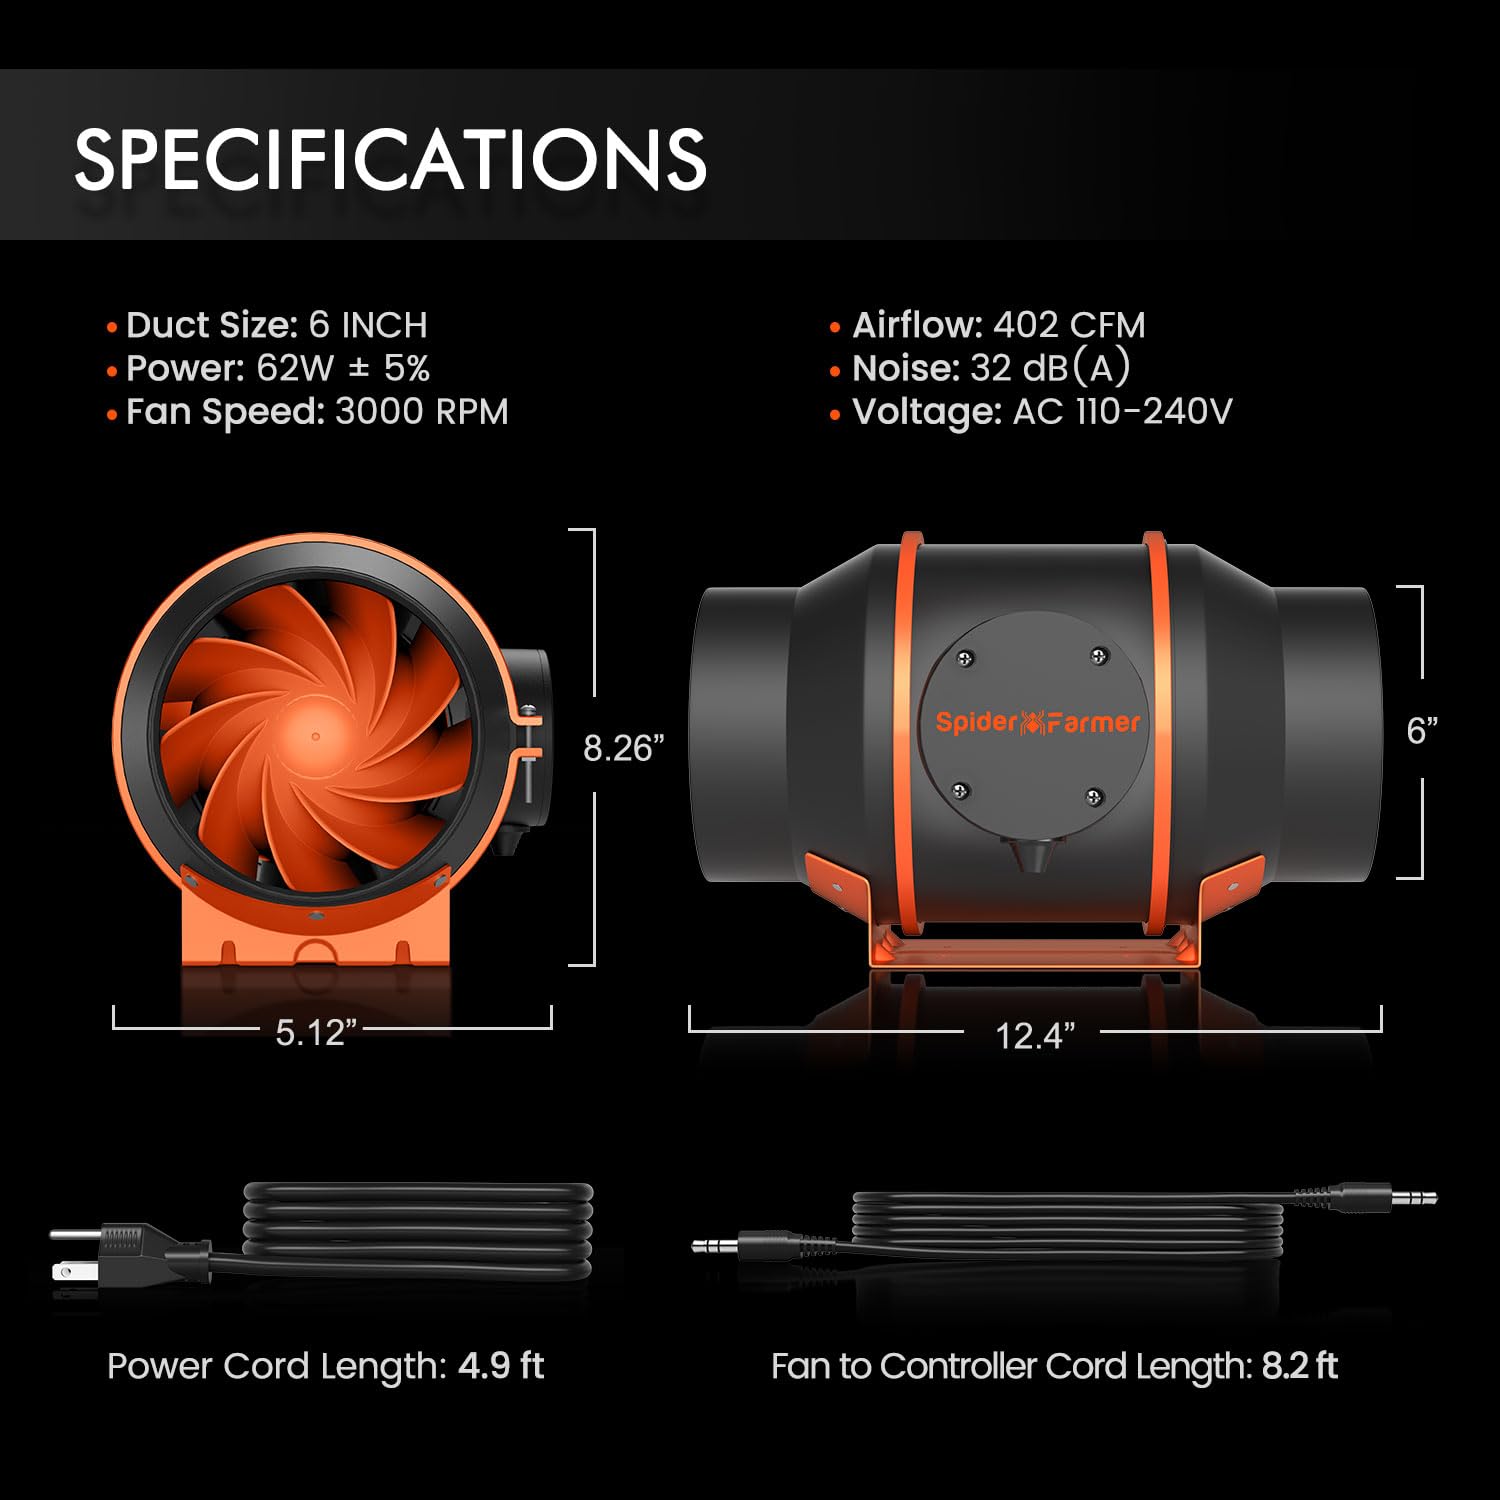 SPECIFICATIONS
• Duct Size: 6 INCH
• Power: 62W ± 5%
• Fan Speed: 3000 RPM
• Airflow: 402 CFM
• Noise: 32 dB(A)
• Voltage: AC 110-240V
8.26”
5.12”
Spider Farmer
6”
12.4”
Power Cord Length: 4.9 ft
Fan to Controller Cord Length: 8.2 ft